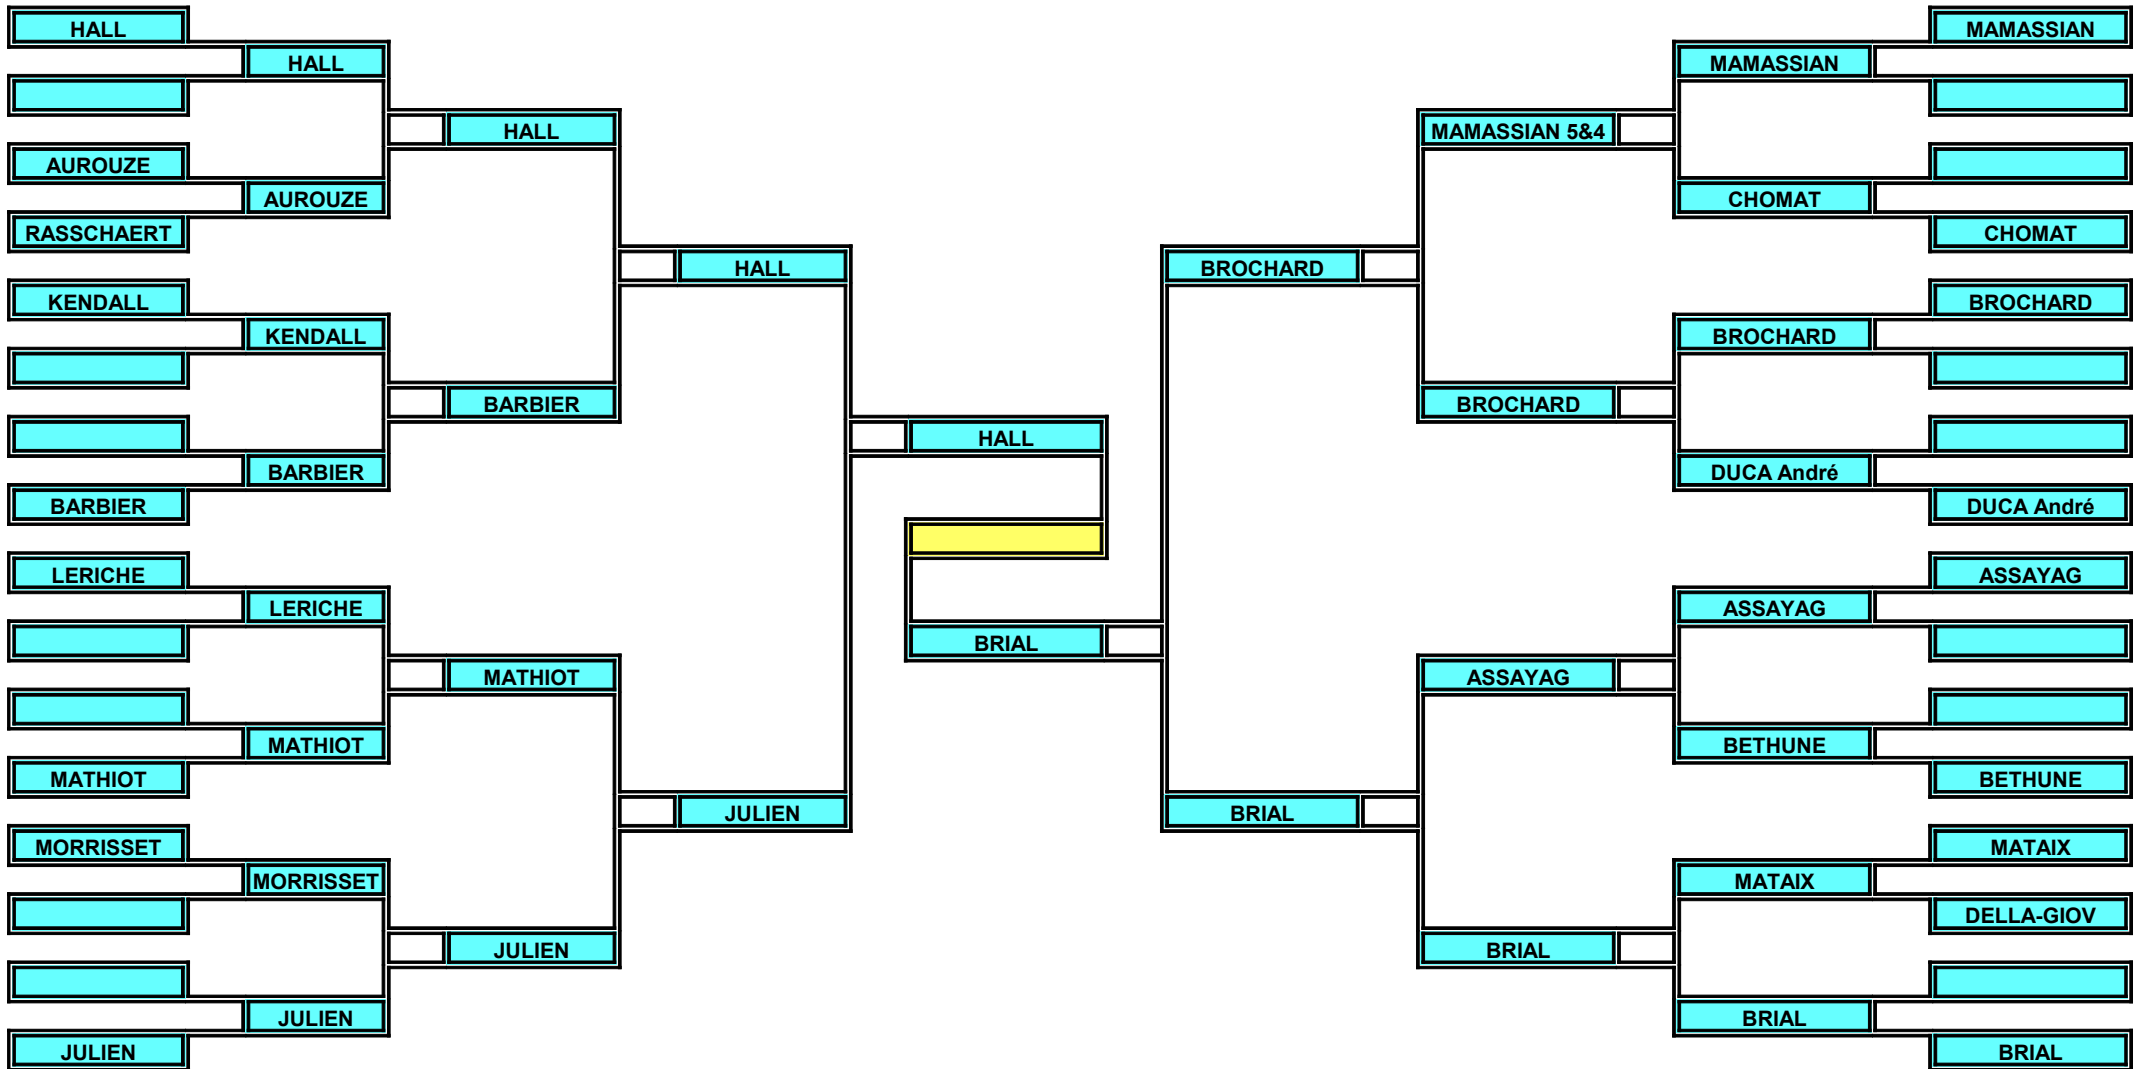 HALL
MAMASSIAN
HALL
MAMASSIAN
HALL
MAMASSIAN 5&4
AUROUZE
AUROUZE
CHOMAT
RASSCHAERT
CHOMAT
HALL
BROCHARD
KENDALL
BROCHARD
KENDALL
BROCHARD
BARBIER
BROCHARD
HALL
BARBIER
DUCA André
BARBIER
DUCA André
LERICHE
ASSAYAG
LERICHE
ASSAYAG
BRIAL
MATHIOT
ASSAYAG
MATHIOT
BETHUNE
MATHIOT
BETHUNE
JULIEN
BRIAL
MORRISSET
MATAIX
MORRISSET
MATAIX
DELLA-GIOV
JULIEN
BRIAL
JULIEN
BRIAL
JULIEN
BRIAL